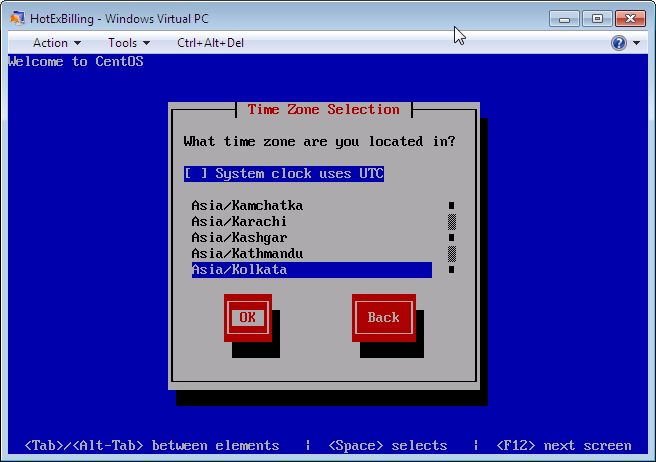 HotExBilling - Windows Virtual PC
Action Tools Ctrl+Alt+Del
Welcome to CentOS
Time Zone Selection
What time zone are you located in?
[ ] System clock uses UTC
Asia/Kamchatka
Asia/Karachi
Asia/Kashgar
Asia/Kathmandu
Asia/Kolkata
OK Back
<Tab>/<Alt-Tab> between elements | <Space> selects | <F12> next screen